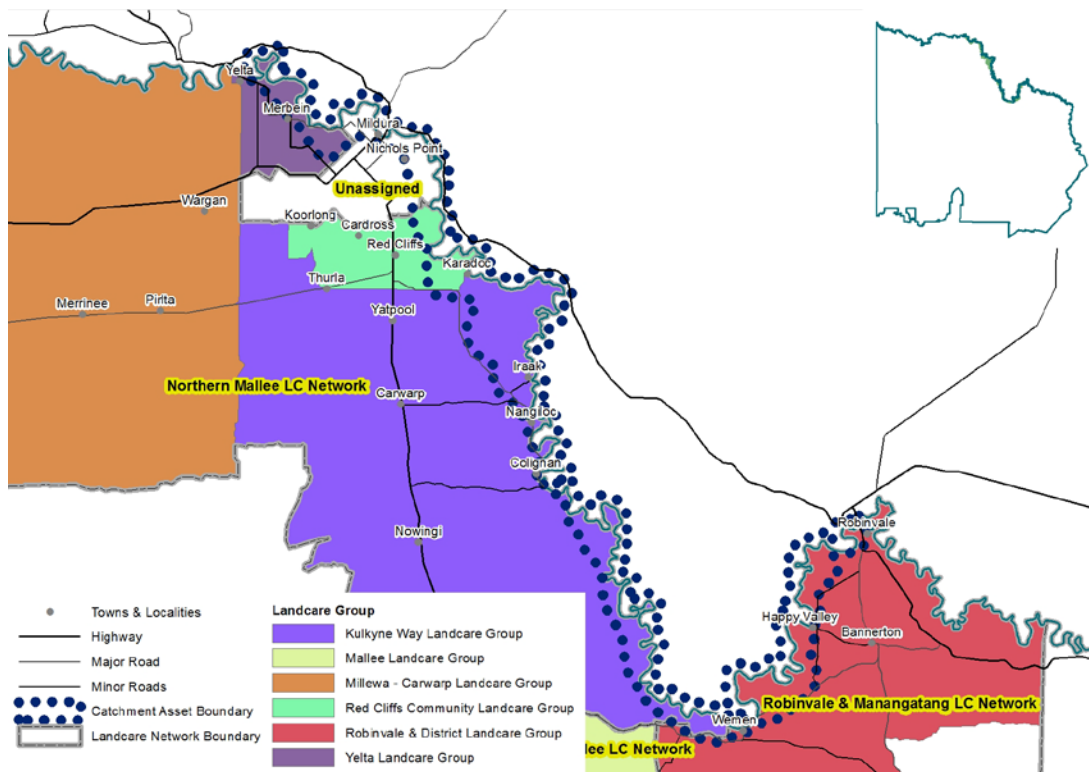 Yelta
Merbein
Mildura
Nichols Point
Unassigned
Wargan
Koorlong
Cardross
Red Cliffs
Karadoc
Thurla
Merrinee
Pirlta
Yatpool
Iraak
Northern Mallee LC Network
Carwarp
Nangiloc
Colignan
Nowingi
Robinvale
Happy Valley
Bannerton
Robinvale & Manangatang LC Network
Wemen
lee LC Network
Towns & Localities
Highway
Major Road
Minor Roads
Catchment Asset Boundary
Landcare Network Boundary
Landcare Group
Kulkyne Way Landcare Group
Mallee Landcare Group
Millewa - Carwarp Landcare Group
Red Cliffs Community Landcare Group
Robinvale & District Landcare Group
Yelta Landcare Group